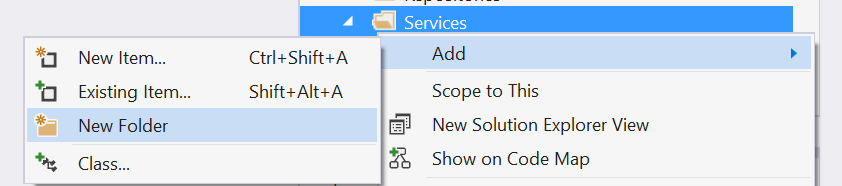 Repositories
Services
Add
New Item... Ctrl+Shift+A
Existing Item... Shift+Alt+A
New Folder
Class...
Scope to This
New Solution Explorer View
Show on Code Map